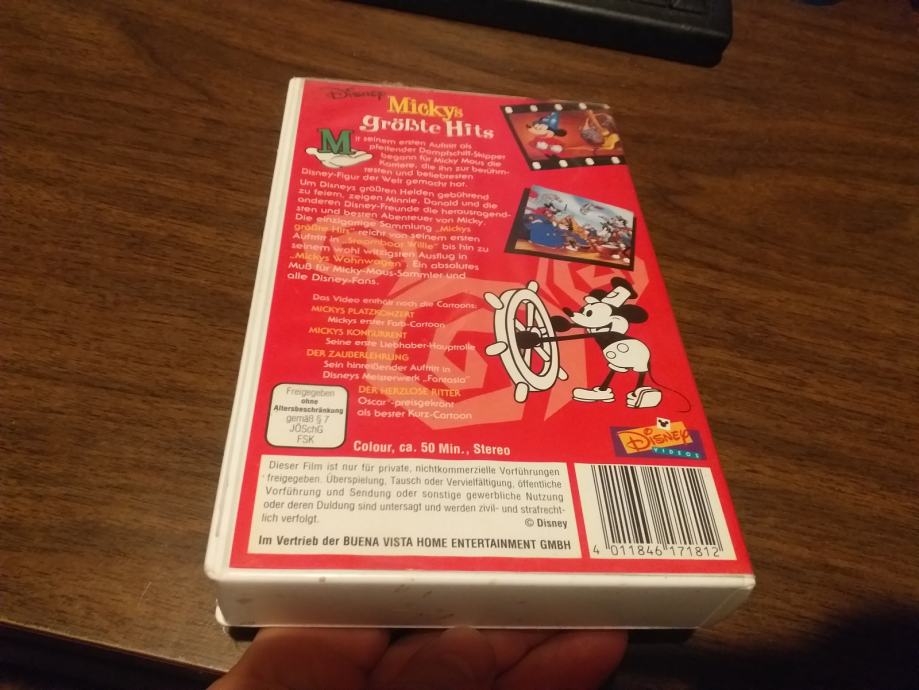 Disney
Mickys
größte Hits
Mit seinem ersten Auftritt als
pfeifender Dampfschiff-Skipper
begann für Micky Maus die
Karriere, die ihn zur berühm-
testen und beliebtesten
Disney-Figur der Welt gemacht hat.
Um Disneys größten Helden gebührend
zu feiern, zeigen Minnie, Donald und die
anderen Disney-Freunde die herausragend-
sten und besten Abenteuer von Micky.
Die einzigartige Sammlung „Mickys
größte Hits" reicht von seinem ersten
Auftritt in „Steamboat Willie" bis hin zu
seinem wohl witzigsten Ausflug in
„Mickys Wohnwagen". Ein absolutes
Muß für Micky-Maus-Sammler und
alle Disney-Fans.
Das Video enthält noch die Cartoons:
MICKYS PLATZKONZERT
Mickys erster Farb-Cartoon
MICKYS KONKURRENT
Seine erste Liebhaber-Hauptrolle
DER ZAUBERLEHRLING
Sein hinreißender Auftritt in
Disneys Meisterwerk „Fantasia"
DER HERZLOSE RITTER
Oscar-preisgekrönt
als bester Kurz-Cartoon
Freigegeben
ohne
Altersbeschränkung
gemäß § 7
JÖSchG
FSK
Colour, ca. 50 Min., Stereo
Disney
VIDEOS
Dieser Film ist nur für private, nichtkommerzielle Vorführungen
freigegeben. Überspielung, Tausch oder Vervielfältigung, öffentliche
Vorführung und Sendung oder sonstige gewerbliche Nutzung
oder deren Duldung sind untersagt und werden zivil- und strafrecht-
lich verfolgt.
© Disney
Im Vertrieb der BUENA VISTA HOME ENTERTAINMENT GMBH
4 011846 171812